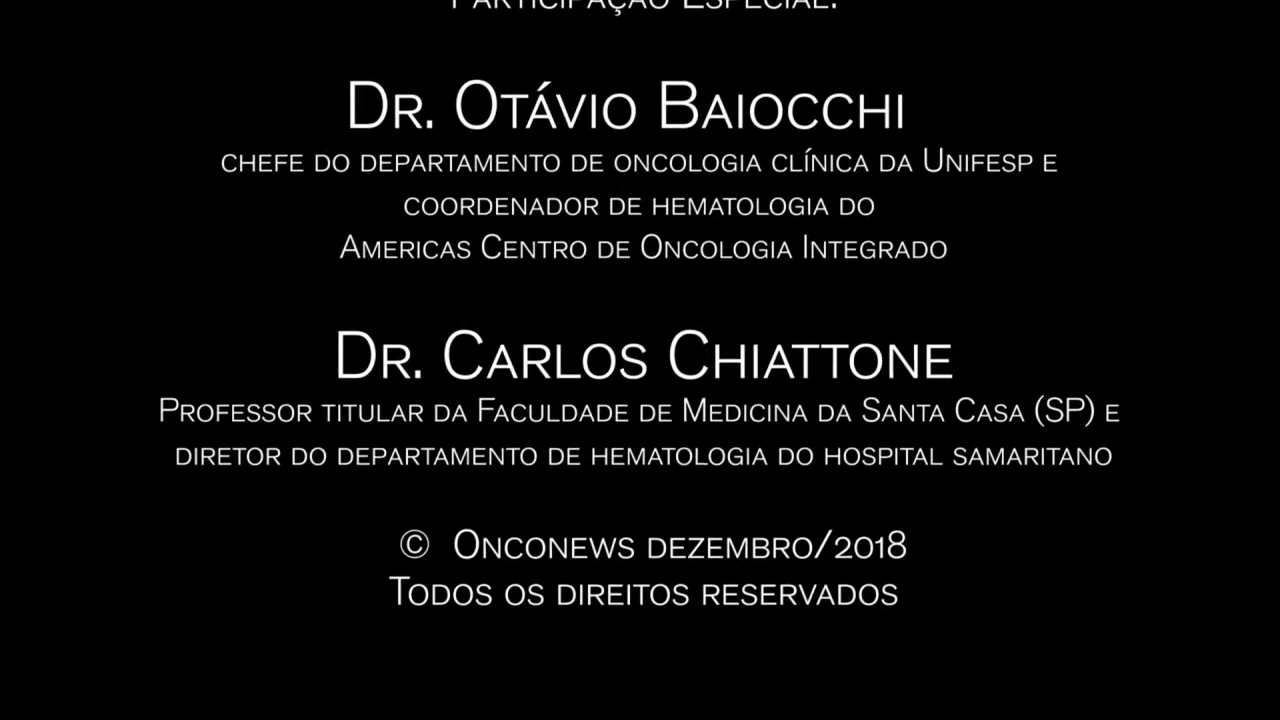 Participação Especial:
Dr. Otávio Baiocchi
chefe do departamento de oncologia clínica da Unifesp e
coordenador de hematologia do
Americas Centro de Oncologia Integrado
Dr. Carlos Chiattone
Professor titular da Faculdade de Medicina da Santa Casa (SP) e
diretor do departamento de hematologia do hospital samaritano
© Onconews dezembro/2018
Todos os direitos reservados